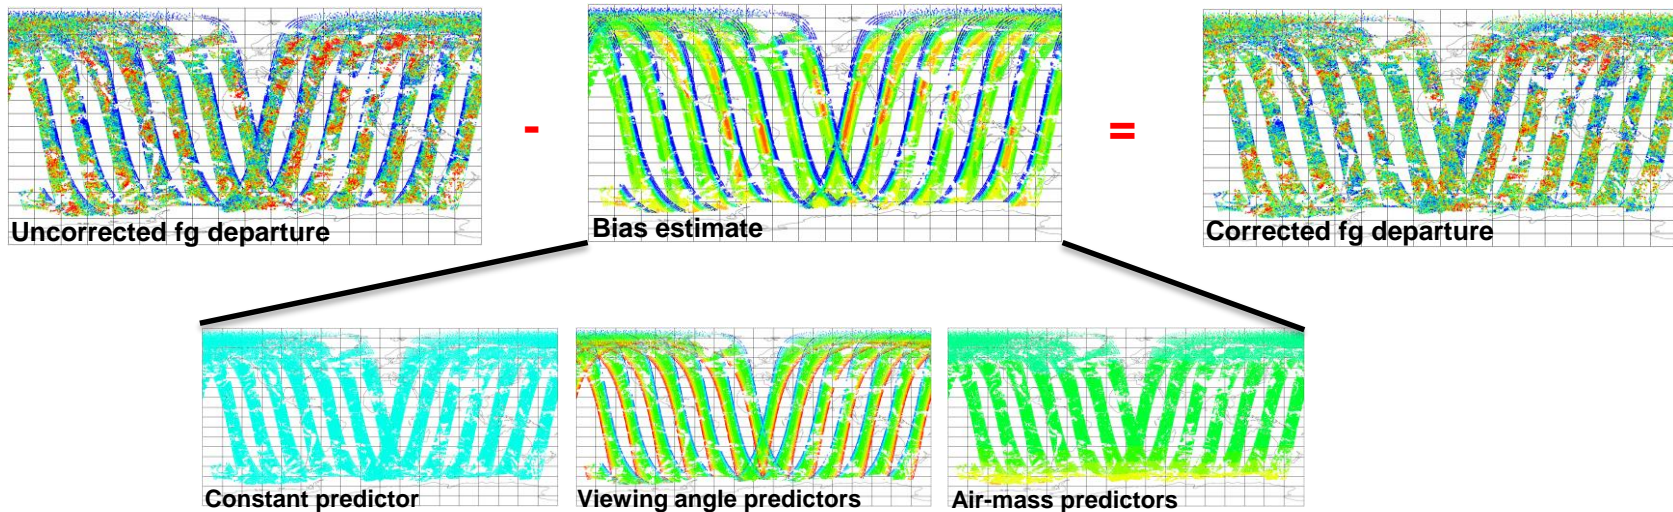 -
=
Uncorrected fg departure
Bias estimate
Corrected fg departure
Constant predictor
Viewing angle predictors
Air-mass predictors